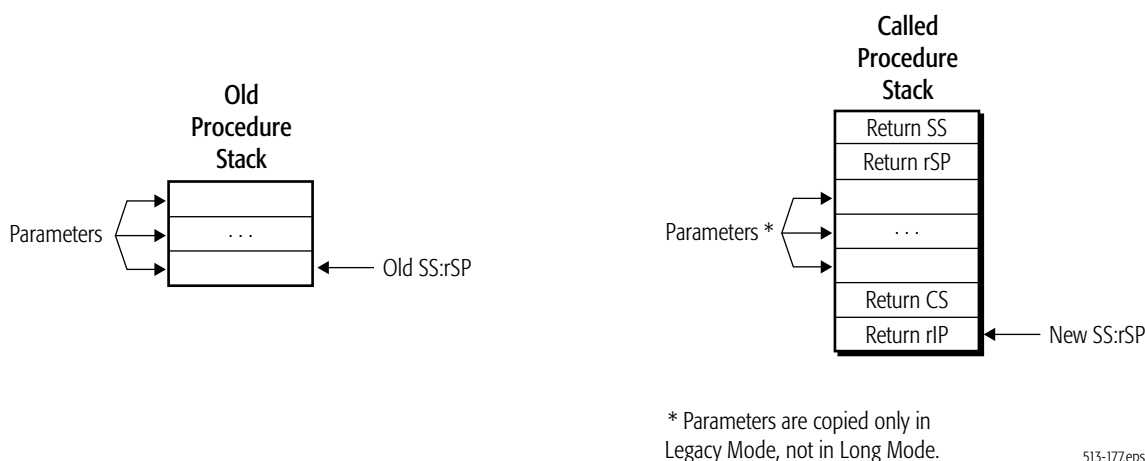 Old
Procedure
Stack
Parameters
. . .
Old SS:rSP
Called
Procedure
Stack
Return SS
Return rSP
Parameters *
. . .
Return CS
Return rIP
New SS:rSP
* Parameters are copied only in
Legacy Mode, not in Long Mode.
513-177.eps